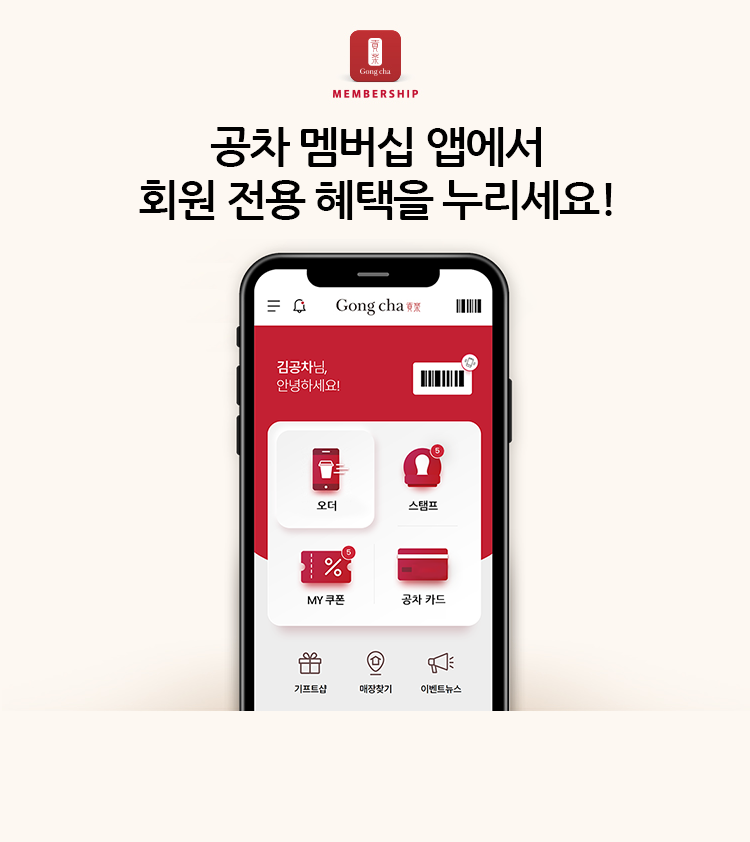 貢茶
Gong cha
MEMBERSHIP
공차 멤버십 앱에서
회원 전용 혜택을 누리세요!
Gong cha 貢茶
김공차님,
안녕하세요!
오더
5
스탬프
5
%
MY 쿠폰
공차 카드
기프트샵
매장찾기
이벤트뉴스